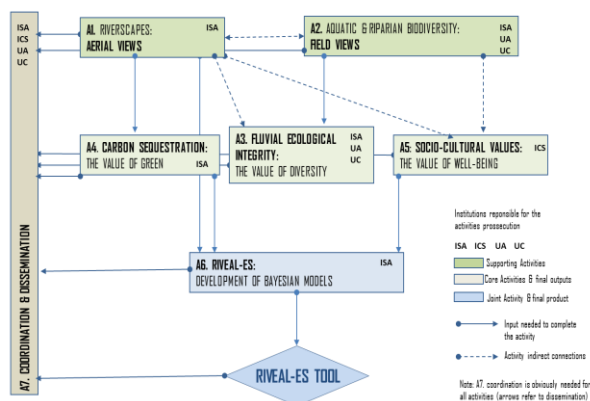 ISA
ICS
UA
UC
A7. COORDINATION & DISSEMINATION
A1. RIVERSCAPES:
AERIAL VIEWS
ISA
A2. AQUATIC & RIPARIAN BIODIVERSITY:
FIELD VIEWS
ISA
UA
UC
A4. CARBON SEQUESTRATION:
THE VALUE OF GREEN
ISA
A3. FLUVIAL ECOLOGICAL
INTEGRITY:
THE VALUE OF DIVERSITY
ISA
UA
UC
A5: SOCIO-CULTURAL VALUES:
THE VALUE OF WELL-BEING
ICS
A6. RIVEAL-ES:
DEVELOPMENT OF BAYESIAN MODELS
ISA
RIVEAL-ES TOOL
Institutions reponsible for the
activities prossecution
ISA ICS UA UC
Supporting Activities
Core Activities & final outputs
Joint Activity & final product
Input needed to complete
the activity
Activity indirect connections
Note: A7. coordination is obviously needed for
all activities (arrows refer to dissemination)